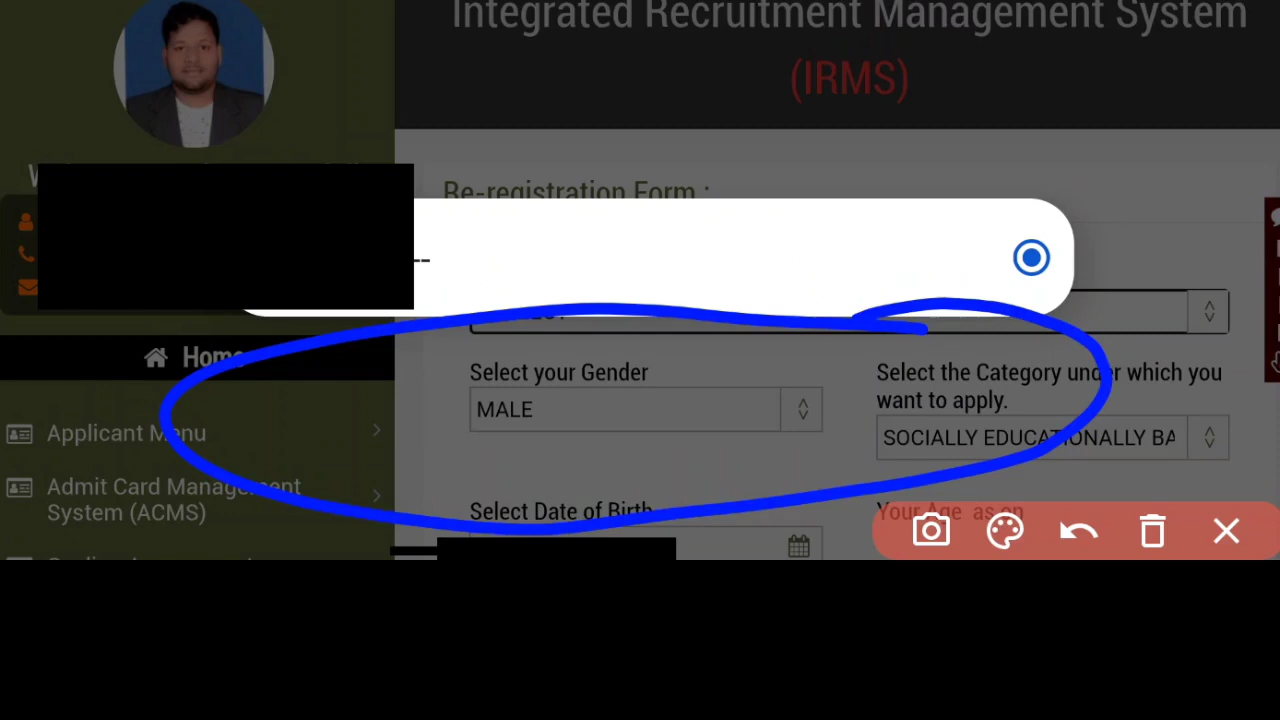 Integrated Recruitment Management System
(IRMS)
Re-registration Form :
--
Home
Select your Gender
Select the Category under which you
want to apply.
MALE
SOCIALLY EDUCATIONALLY BA
Applicant Menu
Admit Card Management
System (ACMS)
Select Date of Birth
Your Age as on